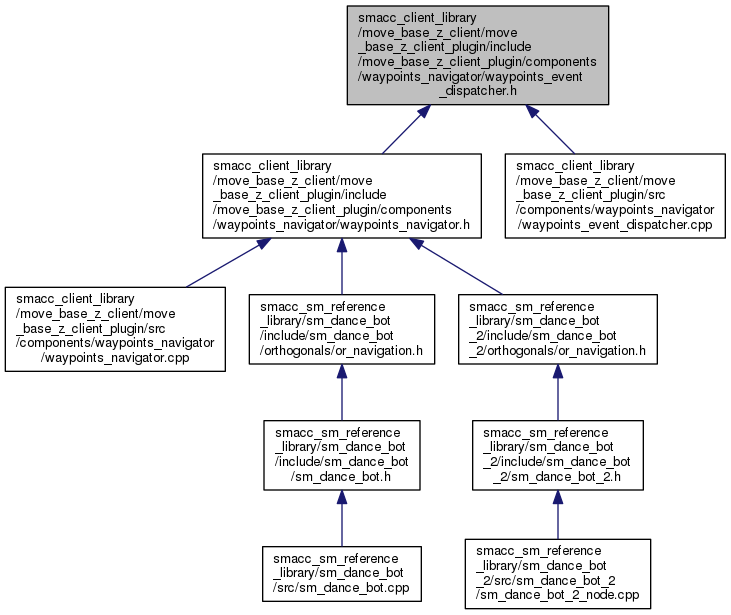 smacc_client_library
/move_base_z_client/move
_base_z_client_plugin/include
/move_base_z_client_plugin/components
/waypoints_navigator/waypoints_event
_dispatcher.h
smacc_client_library
/move_base_z_client/move
_base_z_client_plugin/include
/move_base_z_client_plugin/components
/waypoints_navigator/waypoints_navigator.h
smacc_client_library
/move_base_z_client/move
_base_z_client_plugin/src
/components/waypoints_navigator
/waypoints_event_dispatcher.cpp
smacc_client_library
/move_base_z_client/move
_base_z_client_plugin/src
/components/waypoints_navigator
/waypoints_navigator.cpp
smacc_sm_reference
_library/sm_dance_bot
/include/sm_dance_bot
/orthogonals/or_navigation.h
smacc_sm_reference
_library/sm_dance_bot
_2/include/sm_dance_bot
_2/orthogonals/or_navigation.h
smacc_sm_reference
_library/sm_dance_bot
/include/sm_dance_bot
/sm_dance_bot.h
smacc_sm_reference
_library/sm_dance_bot
_2/include/sm_dance_bot
_2/sm_dance_bot_2.h
smacc_sm_reference
_library/sm_dance_bot
/src/sm_dance_bot.cpp
smacc_sm_reference
_library/sm_dance_bot
_2/src/sm_dance_bot_2
/sm_dance_bot_2_node.cpp